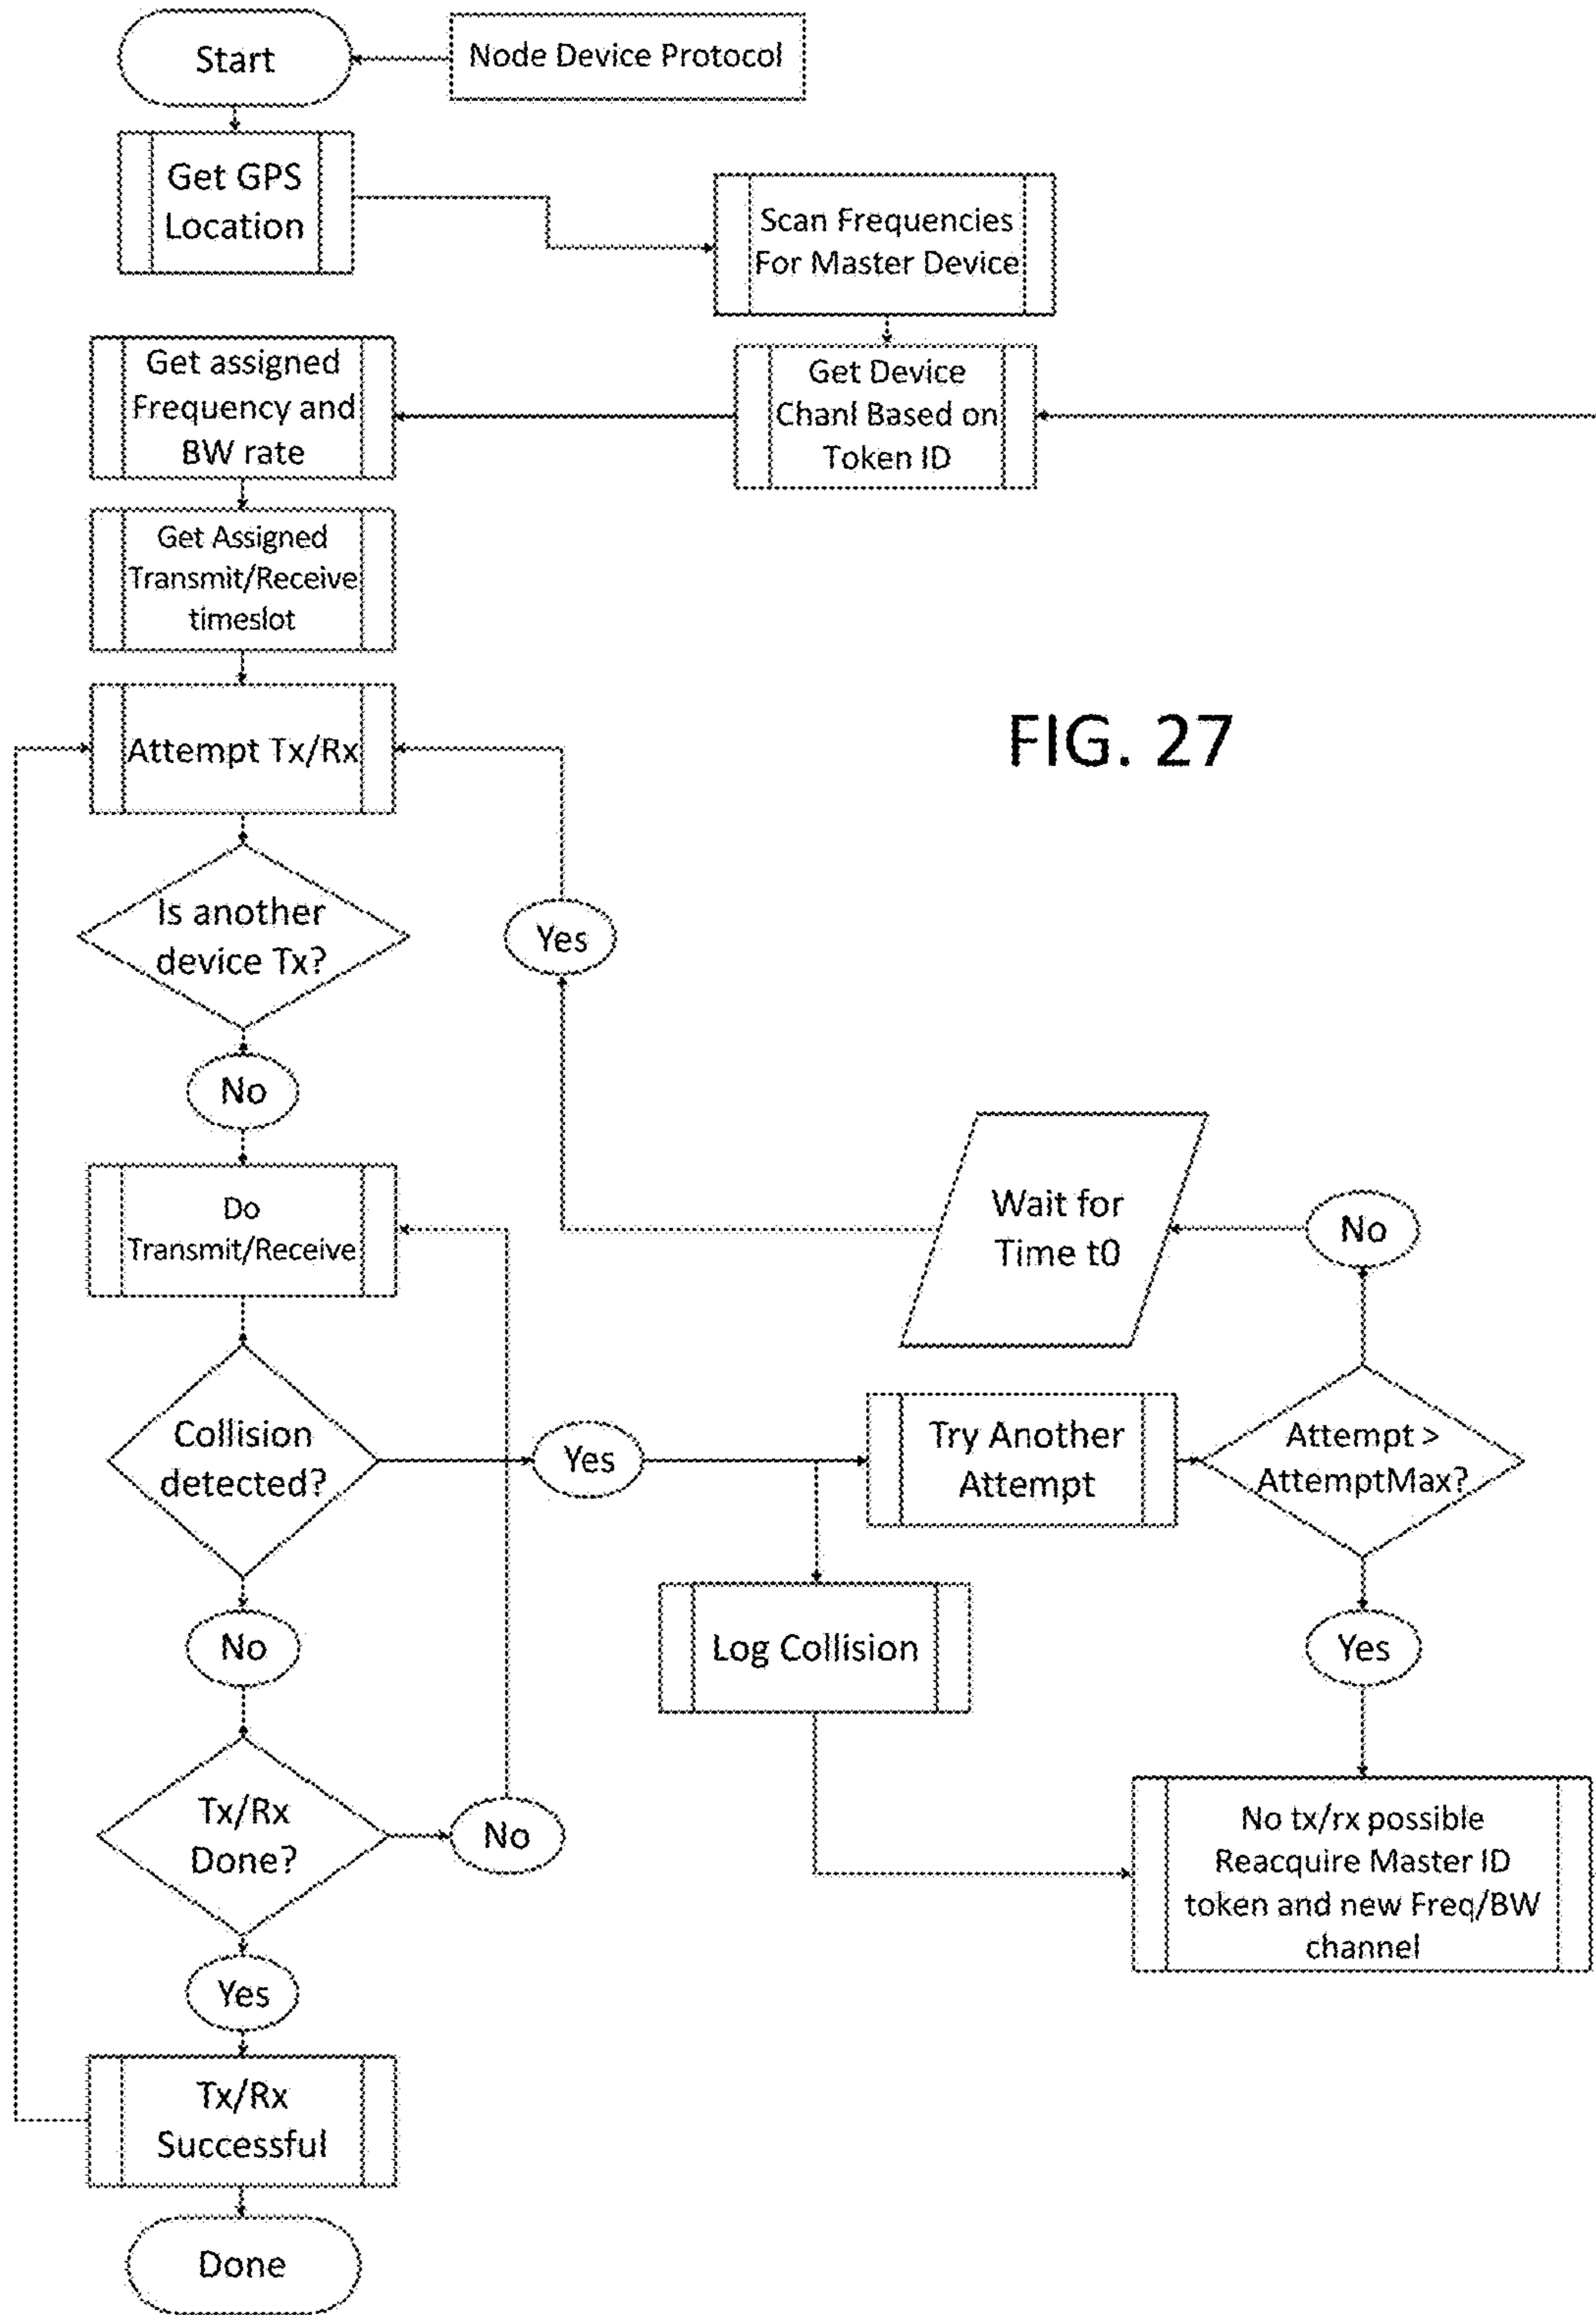 Start
Node Device Protocol
Get GPS
Location
Scan Frequencies
For Master Device
Get assigned
Frequency and
BW rate
Get Device
Chanl Based on
Token ID
Get Assigned
Transmit/Receive
timeslot
Attempt Tx/Rx
FIG. 27
Is another
device Tx?
Yes
No
Do
Transmit/Receive
Wait for
Time t0
No
Collision
detected?
Yes
Try Another
Attempt
Attempt >
AttemptMax?
No
Log Collision
Yes
Tx/Rx
Done?
No
No tx/rx possible
Reacquire Master ID
token and new Freq/BW
channel
Yes
Tx/Rx
Successful
Done